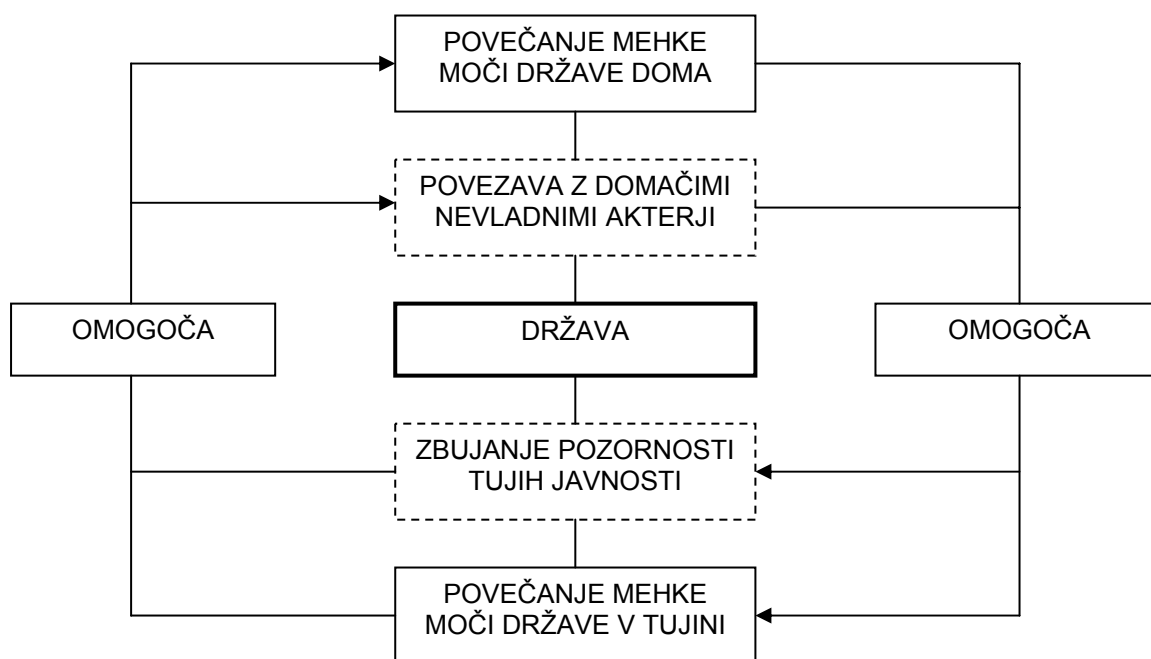 POVEČANJE MEHKE
MOČI DRŽAVE DOMA
POVEZAVA Z DOMAČIMI
NEVLADNIMI AKTERJI
OMOGOČA
DRŽAVA
OMOGOČA
ZBUJANJE POZORNOSTI
TUJIH JAVNOSTI
POVEČANJE MEHKE
MOČI DRŽAVE V TUJINI